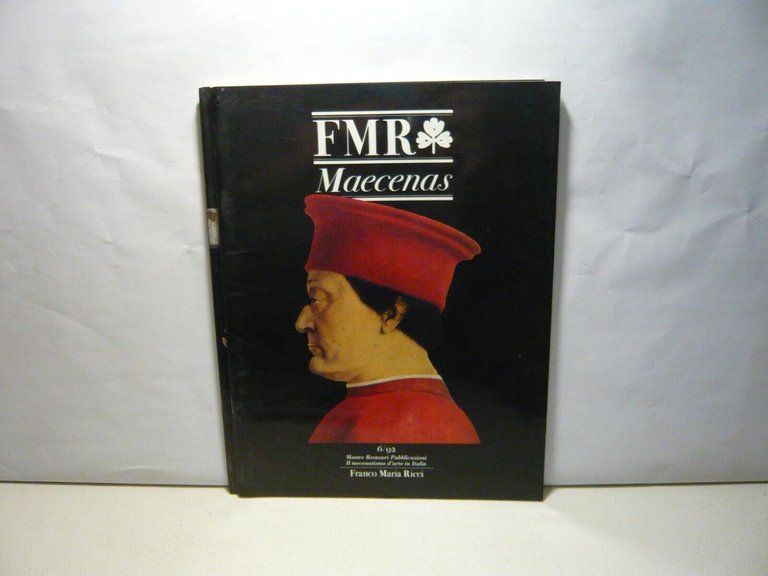 FMR
Maecenas
6/92
Mostre Restauri Pubblicazioni
Il mecenatismo d'arte in Italia
Franco Maria Ricci